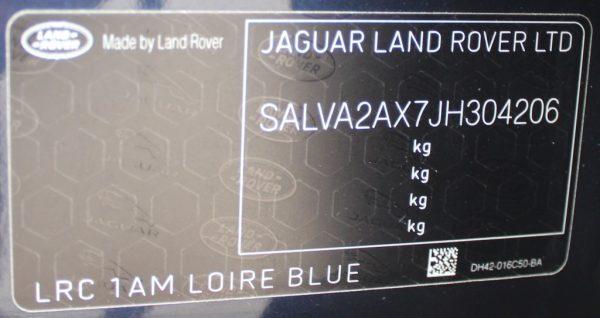 LAND ROVER
Made by Land Rover
JAGUAR LAND ROVER LTD
SALVA2AX7JH304206
kg
kg
kg
kg
DH42-016C50-BA
LRC 1AM LOIRE BLUE